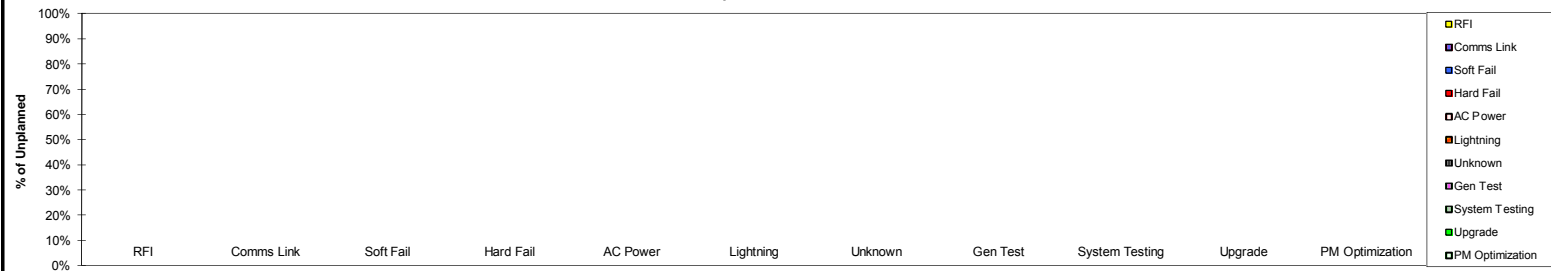 100%
90%
80%
70%
60%
50%
40%
30%
20%
10%
0%
% of Unplanned
RFI Comms Link Soft Fail Hard Fail AC Power Lightning Unknown Gen Test System Testing Upgrade PM Optimization
RFI
Comms Link
Soft Fail
Hard Fail
AC Power
Lightning
Unknown
Gen Test
System Testing
Upgrade
PM Optimization